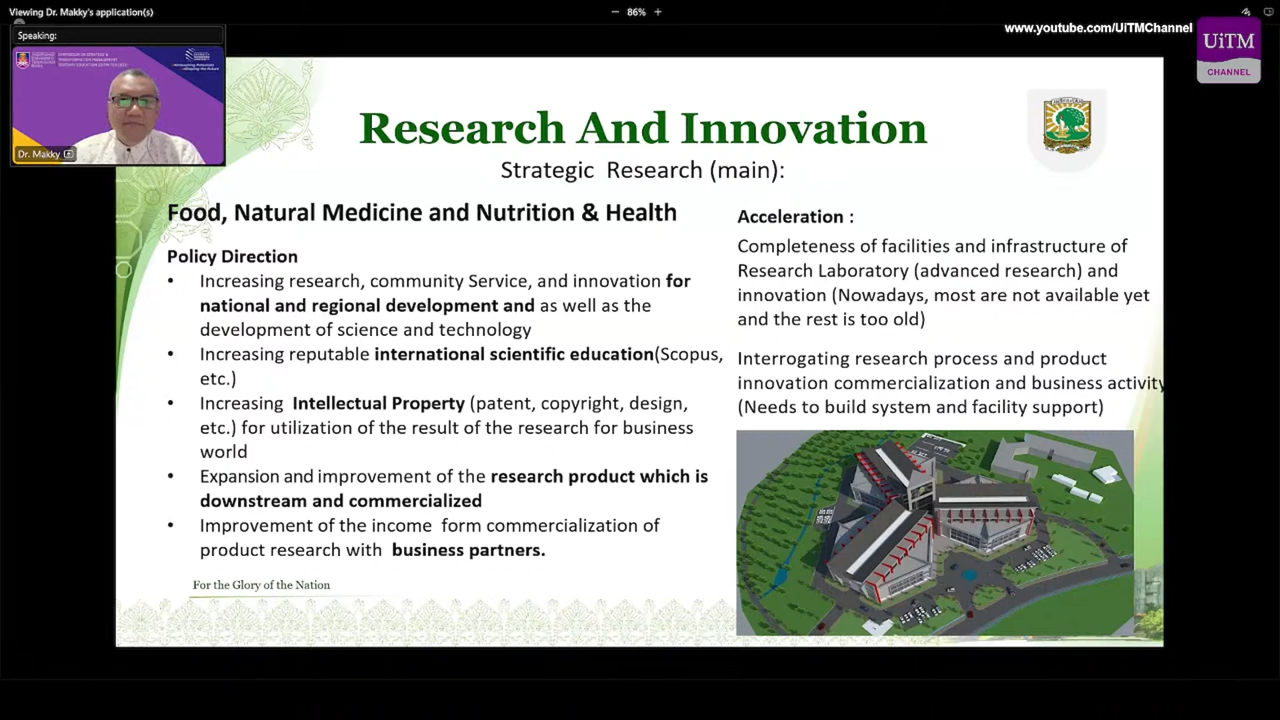 Viewing Dr. Makky's application(s)
86%
Speaking:
www.youtube.com/UiTMChannel
UiTM
CHANNEL
Dr. Makky
Research And Innovation
Strategic Research (main):
Food, Natural Medicine and Nutrition & Health
Policy Direction
• Increasing research, community Service, and innovation for
national and regional development and as well as the
development of science and technology
• Increasing reputable international scientific education(Scopus,
etc.)
• Increasing Intellectual Property (patent, copyright, design,
etc.) for utilization of the result of the research for business
world
• Expansion and improvement of the research product which is
downstream and commercialized
• Improvement of the income form commercialization of
product research with business partners.
For the Glory of the Nation
Acceleration :
Completeness of facilities and infrastructure of
Research Laboratory (advanced research) and
innovation (Nowadays, most are not available yet
and the rest is too old)
Interrogating research process and product
innovation commercialization and business activity
(Needs to build system and facility support)